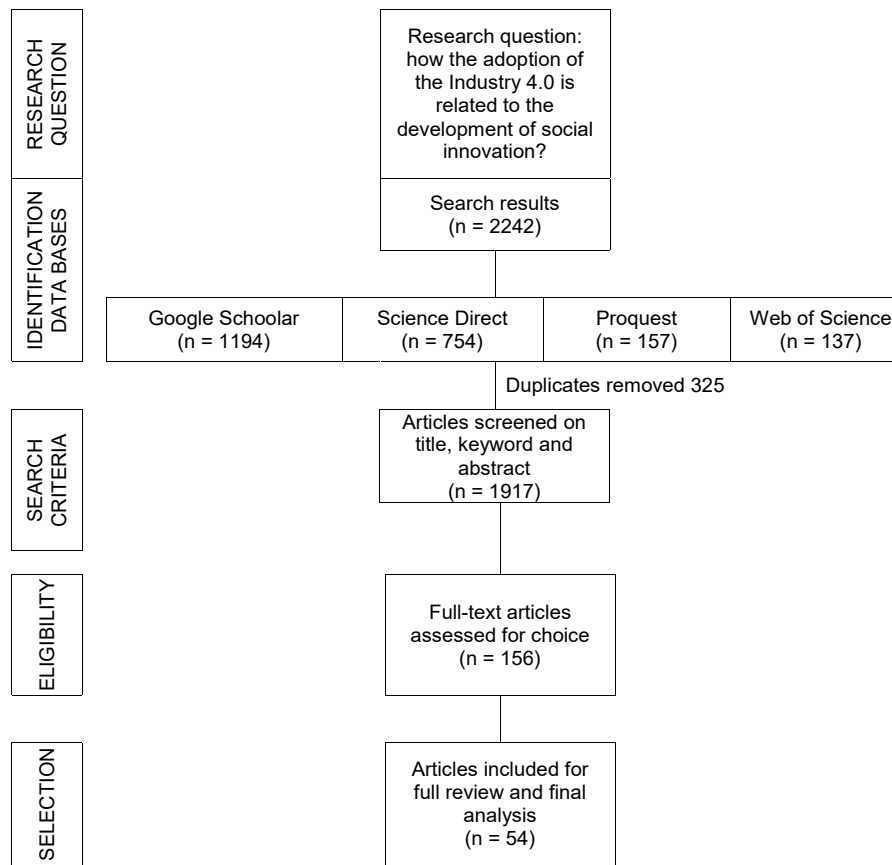 RESEARCH
QUESTION
Research question:
how the adoption of
the Industry 4.0 is
related to the
development of social
innovation?
IDENTIFICATION
DATA BASES
Search results
(n = 2242)
Google Schoolar
(n = 1194)
Science Direct
(n = 754)
Proquest
(n = 157)
Web of Science
(n = 137)
Duplicates removed 325
SEARCH
CRITERIA
Articles screened on
title, keyword and
abstract
(n = 1917)
ELIGIBILITY
Full-text articles
assessed for choice
(n = 156)
SELECTION
Articles included for
full review and final
analysis
(n = 54)